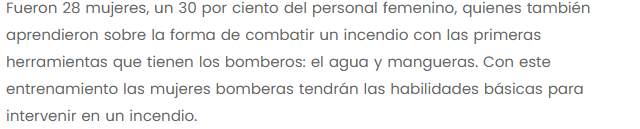 Fueron 28 mujeres, un 30 por ciento del personal femenino, quienes también
aprendieron sobre la forma de combatir un incendio con las primeras
herramientas que tienen los bomberos: el agua y mangueras. Con este
entrenamiento las mujeres bomberas tendrán las habilidades básicas para
intervenir en un incendio.